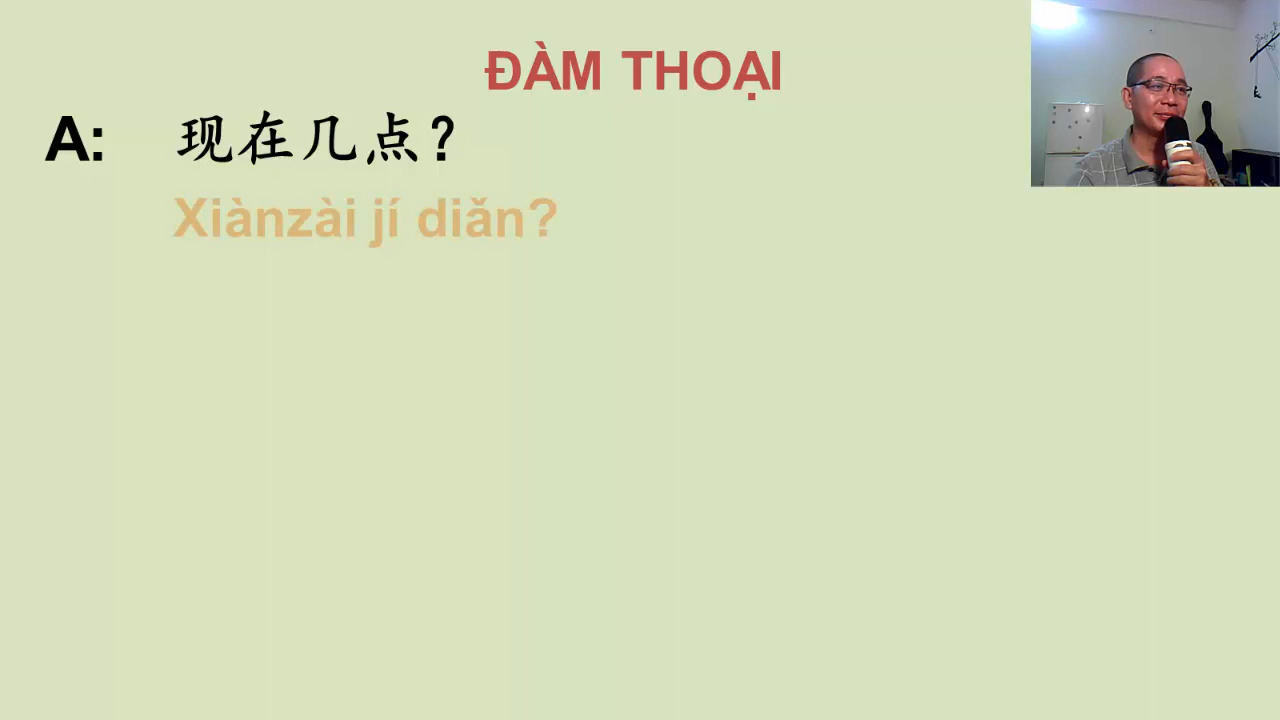 ĐÀM THOẠI
A: 现在几点？
Xiànzài jí diǎn?